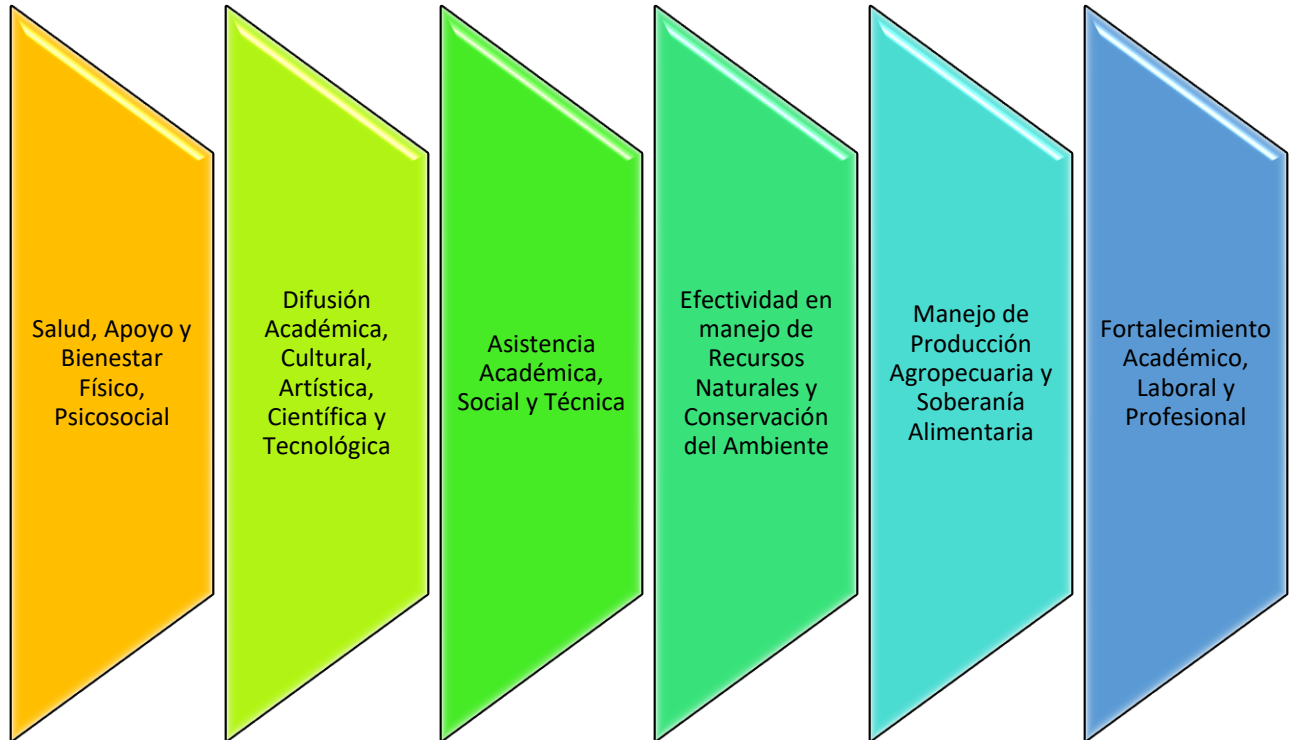 Salud, Apoyo y
Bienestar
Físico,
Psicosocial
Difusión
Académica,
Cultural,
Artística,
Científica y
Tecnológica
Asistencia
Académica,
Social y Técnica
Efectividad en
manejo de
Recursos
Naturales y
Conservación
del Ambiente
Manejo de
Producción
Agropecuaria y
Soberanía
Alimentaria
Fortalecimiento
Académico,
Laboral y
Profesional